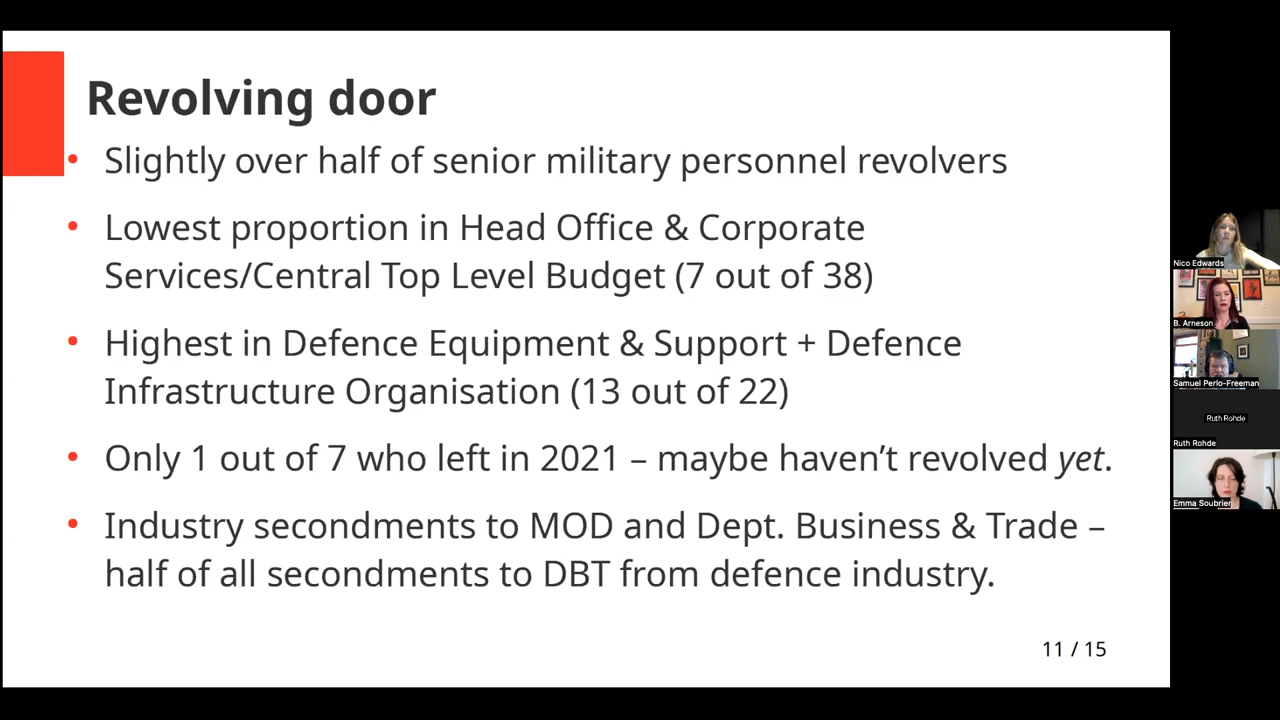 Revolving door
• Slightly over half of senior military personnel revolvers
• Lowest proportion in Head Office & Corporate
Services/Central Top Level Budget (7 out of 38)
• Highest in Defence Equipment & Support + Defence
Infrastructure Organisation (13 out of 22)
• Only 1 out of 7 who left in 2021 – maybe haven’t revolved yet.
• Industry secondments to MOD and Dept. Business & Trade –
half of all secondments to DBT from defence industry.
11 / 15
Nico Edwards
B. Arneson
Samuel Perlo-Freeman
Ruth Rohde
Ruth Rohde
Emma Soubrier